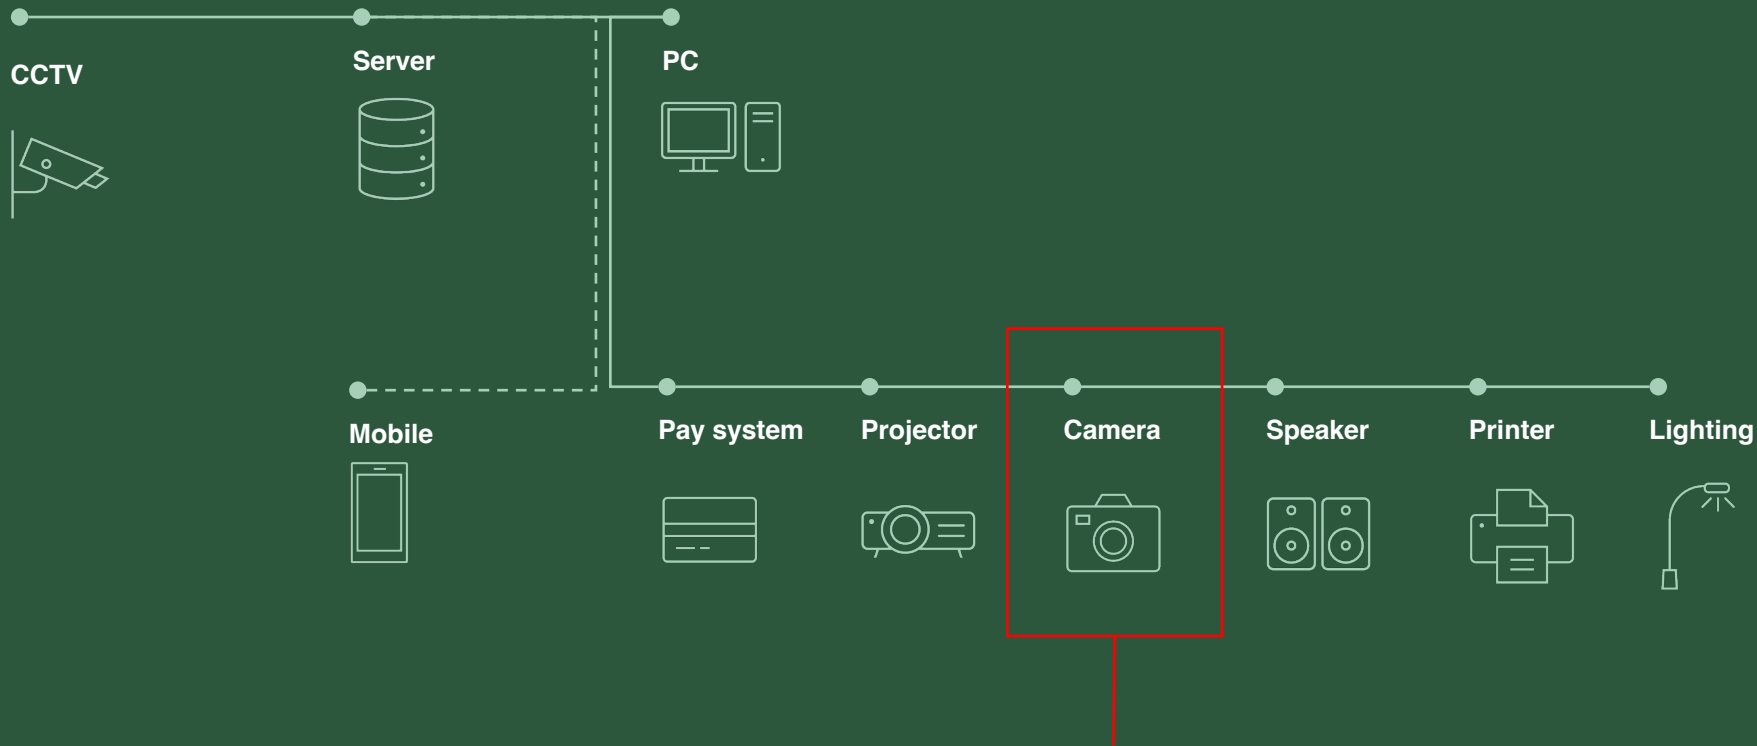 CCTV
Server
PC
Mobile
Pay system
Projector
Camera
Speaker
Printer
Lighting